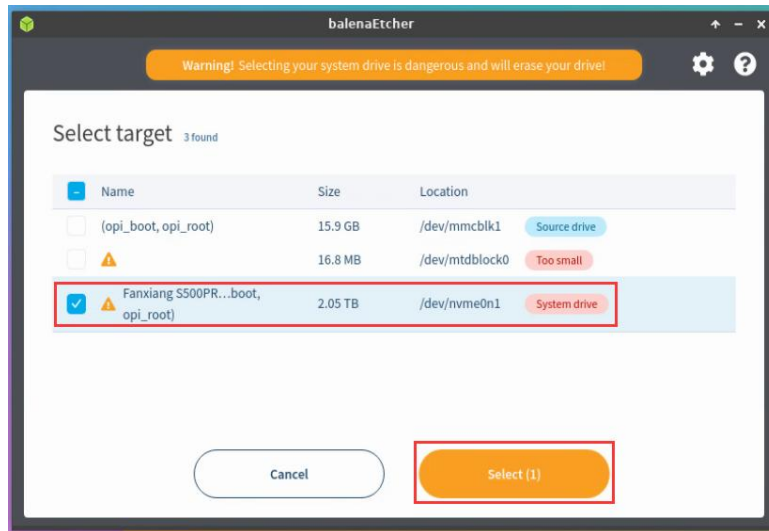 balenaEtcher
Warning! Selecting your system drive is dangerous and will erase your drive!
Select target 3 found
Name Size Location
(opi_boot, opi_root) 15.9 GB /dev/mmcblk1 Source drive
16.8 MB /dev/mtdblock0 Too small
Fanxiang S500PR...boot,
opi_root) 2.05 TB /dev/nvme0n1 System drive
Cancel Select (1)